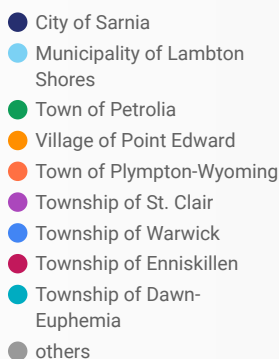 City of Sarnia
Municipality of Lambton
Shores
Town of Petrolia
Village of Point Edward
Town of Plympton-Wyoming
Township of St. Clair
Township of Warwick
Township of Enniskillen
Township of Dawn-
Euphemia
others